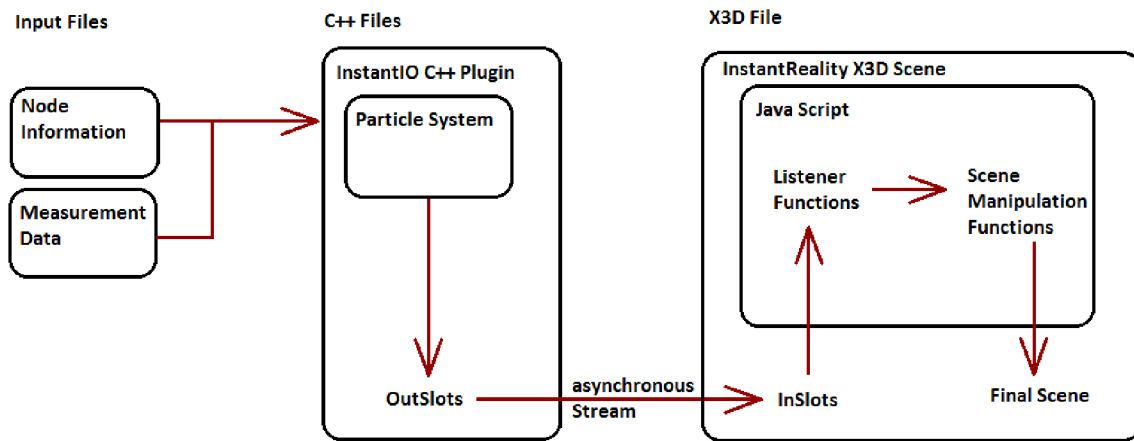 Input Files
C++ Files
X3D File
Node
Information
Measurement
Data
InstantIO C++ Plugin
Particle System
OutSlots
asynchronous
Stream
InstantReality X3D Scene
Java Script
Listener
Functions
Scene
Manipulation
Functions
InSlots
Final Scene